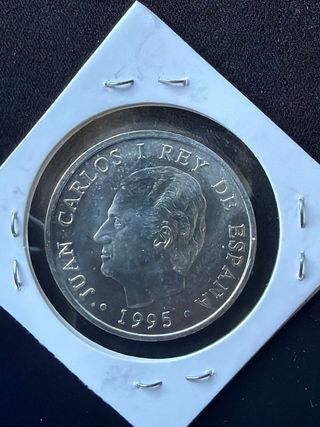 JUAN CARLOS I REY DE ESPAÑA
1995